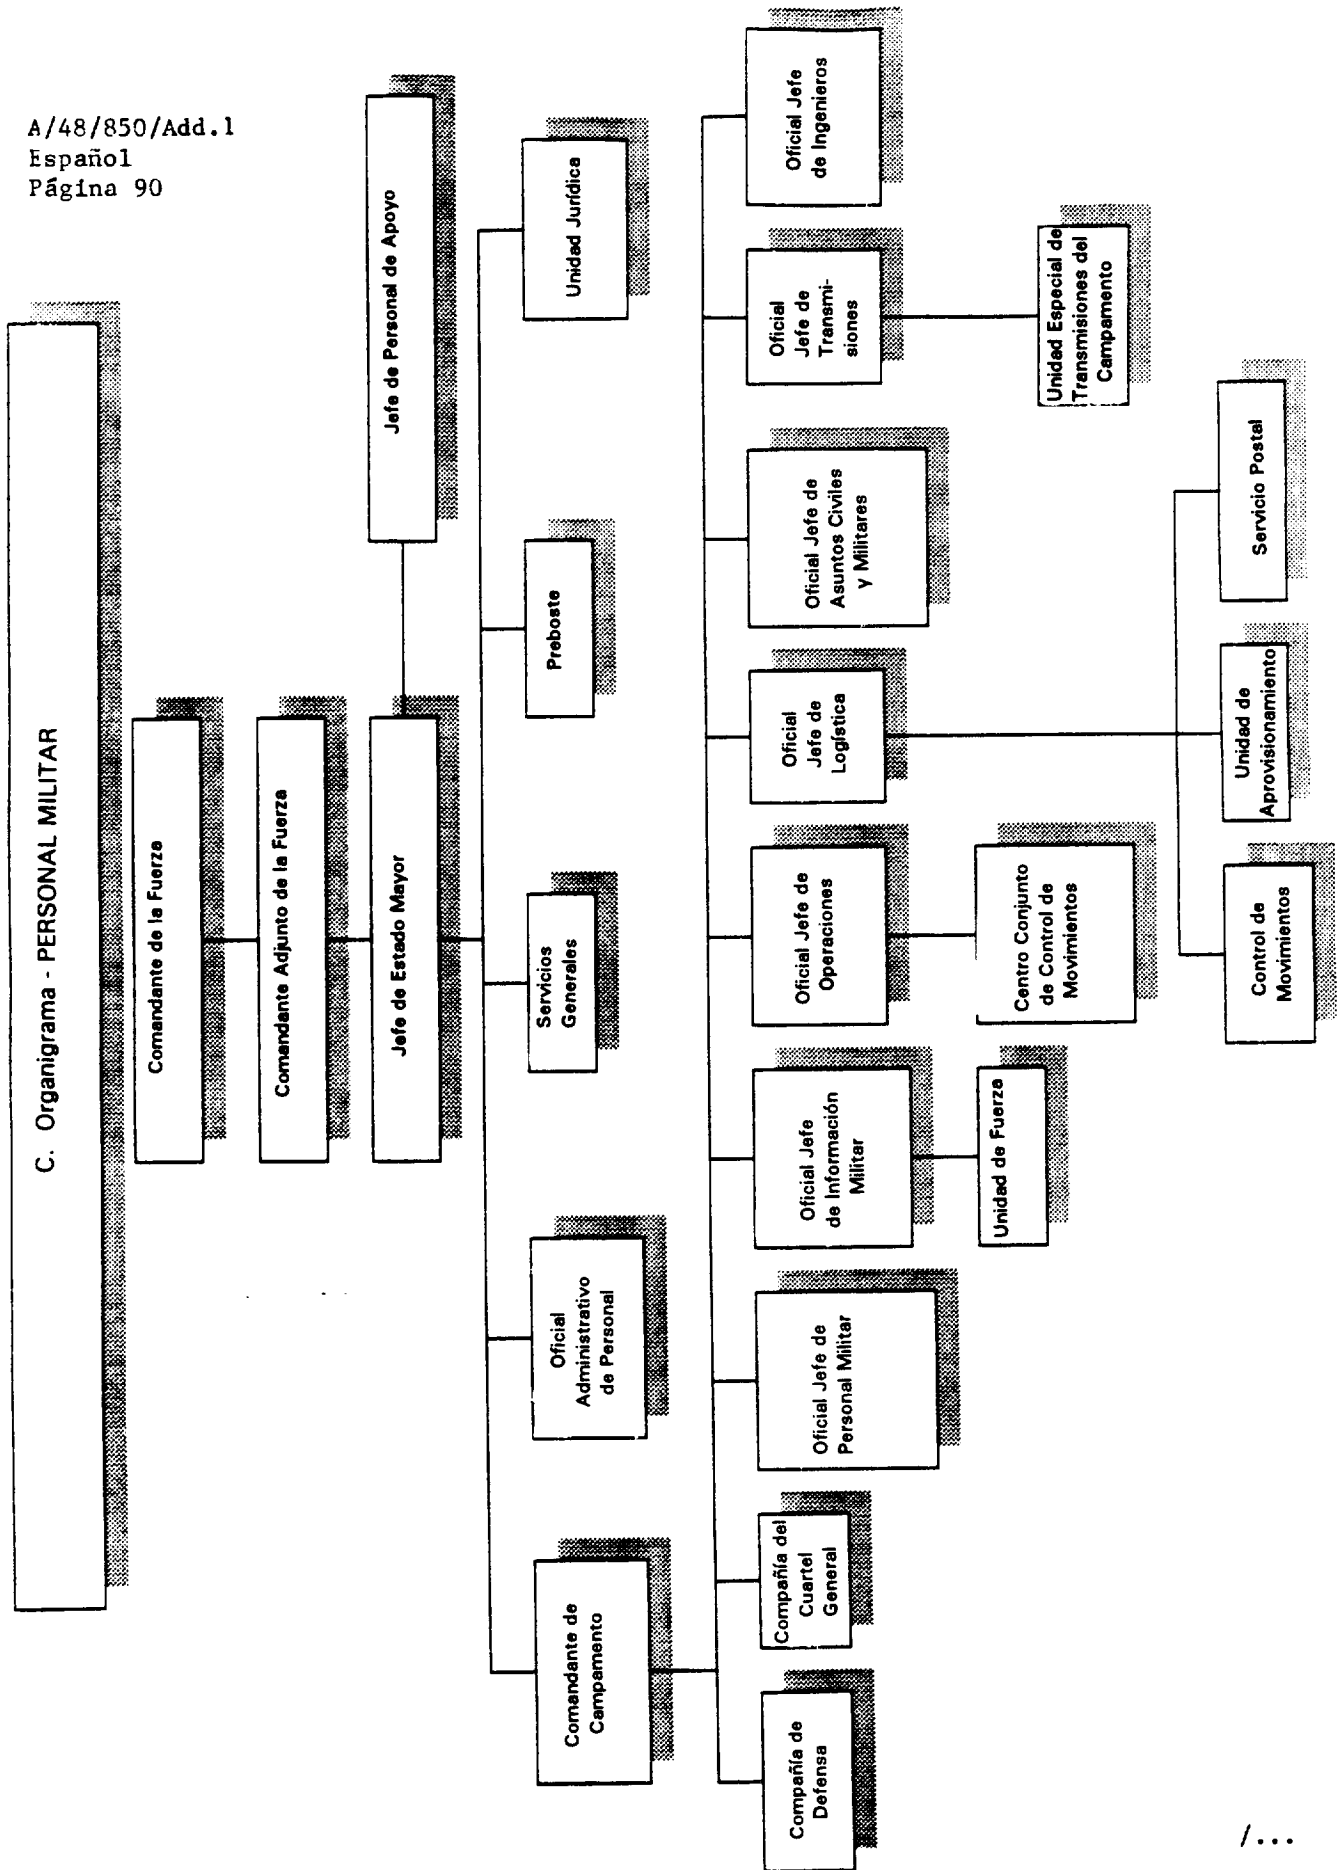 A/48/850/Add.1
Español
Página 90
C. Organigrama - PERSONAL MILITAR
Comandante de la Fuerza
Comandante Adjunto de la Fuerza
Jefe de Estado Mayor
Jefe de Personal de Apoyo
Comandante de
Campamento
Oficial
Administrativo
de Personal
Servicios
Generales
Preboste
Unidad Jurídica
Compañía de
Defensa
Compañía del
Cuartel
General
Oficial Jefe de
Personal Militar
Oficial Jefe
de Información
Militar
Oficial Jefe de
Operaciones
Oficial
Jefe de
Logística
Oficial Jefe de
Asuntos Civiles
y Militares
Oficial
Jefe de
Transmi-
siones
Oficial Jefe
de Ingenieros
Unidad de Fuerza
Centro Conjunto
de Control de
Movimientos
Unidad Especial de
Transmisiones del
Campamento
Control de
Movimientos
Unidad de
Aprovisionamiento
Servicio Postal
/...